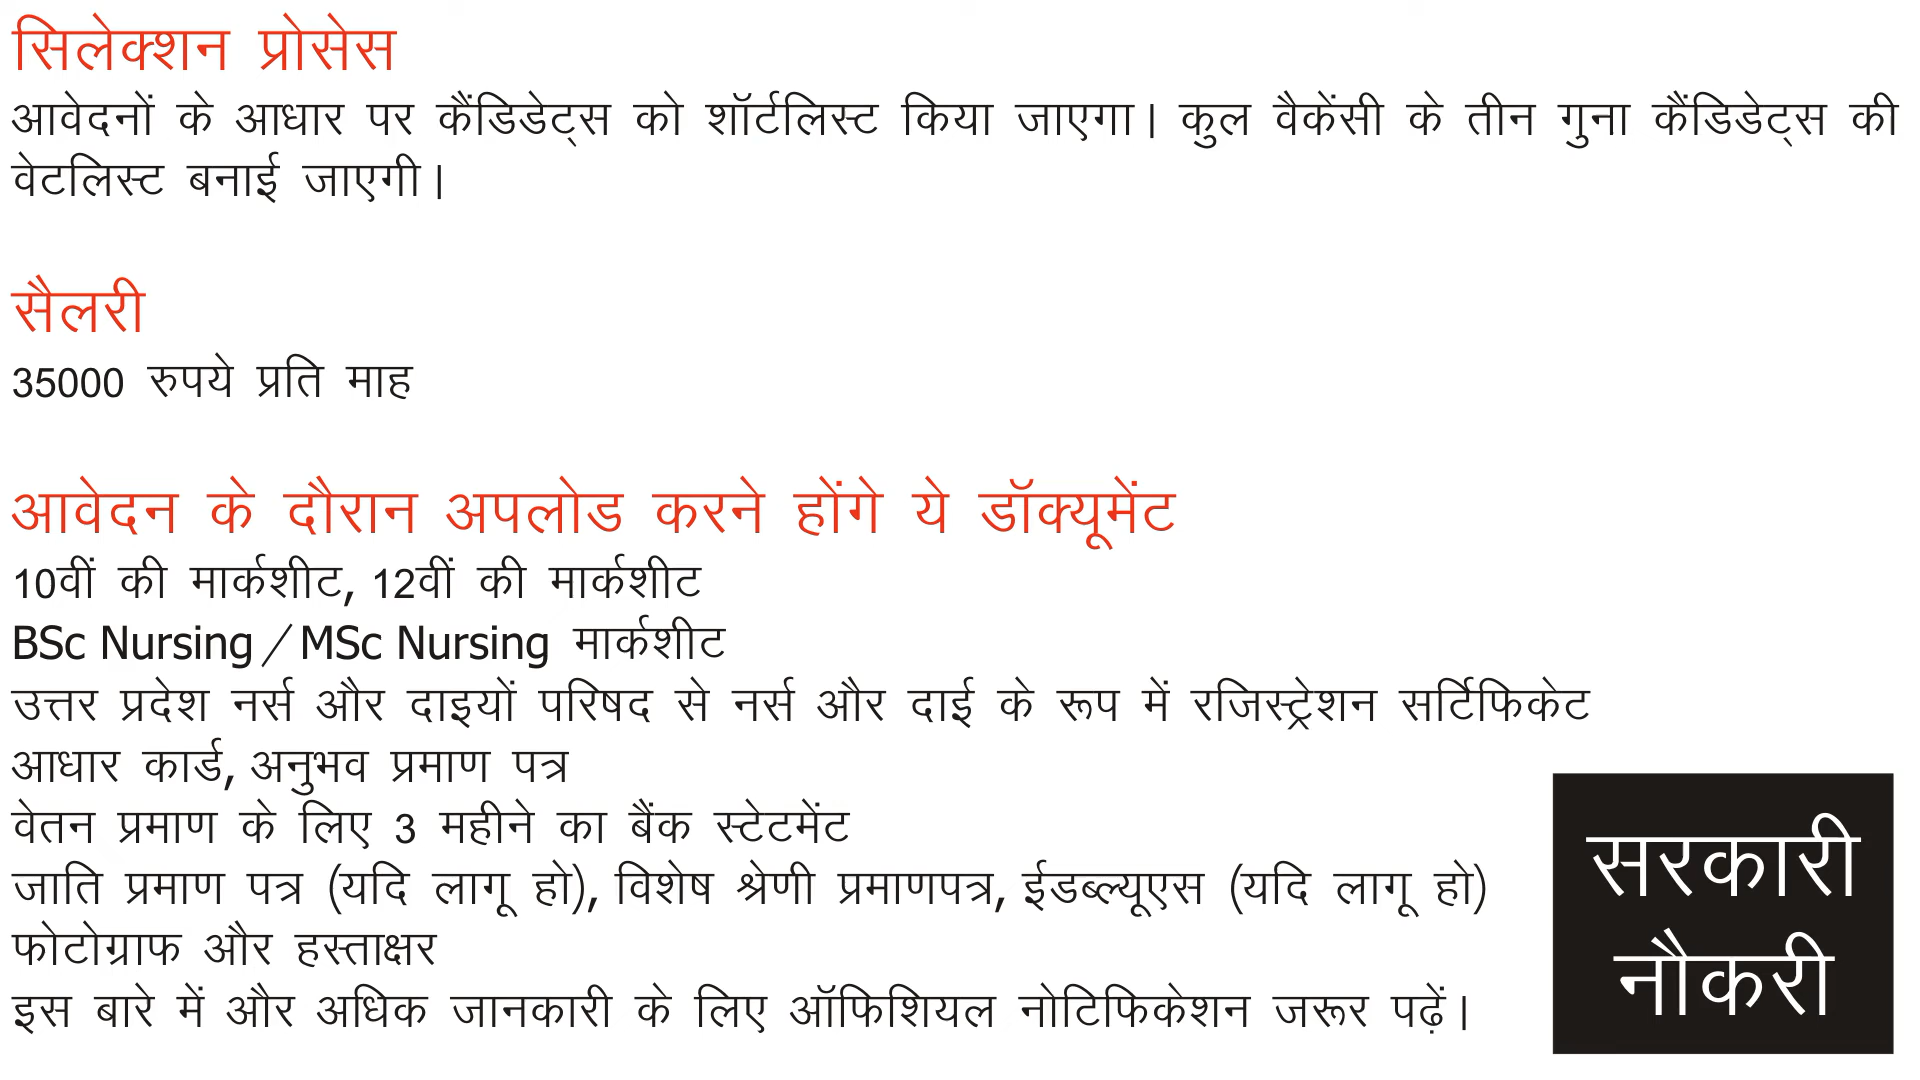 सिलेक्शन प्रोसेस
आवेदनों के आधार पर कैंडिडेट्स को शॉर्टलिस्ट किया जाएगा। कुल वैकेंसी के तीन गुना कैंडिडेट्स की
वेटलिस्ट बनाई जाएगी।
सैलरी
35000 रुपये प्रति माह
आवेदन के दौरान अपलोड करने होंगे ये डॉक्यूमेंट
10वीं की मार्कशीट, 12वीं की मार्कशीट
BSc Nursing / MSc Nursing मार्कशीट
उत्तर प्रदेश नर्स और दाइयों परिषद से नर्स और दाई के रूप में रजिस्ट्रेशन सर्टिफिकेट
आधार कार्ड, अनुभव प्रमाण पत्र
वेतन प्रमाण के लिए 3 महीने का बैंक स्टेटमेंट
जाति प्रमाण पत्र (यदि लागू हो), विशेष श्रेणी प्रमाणपत्र, ईडब्ल्यूएस (यदि लागू हो)
फोटोग्राफ और हस्ताक्षर
इस बारे में और अधिक जानकारी के लिए ऑफिशियल नोटिफिकेशन जरूर पढ़ें।
सरकारी
नौकरी